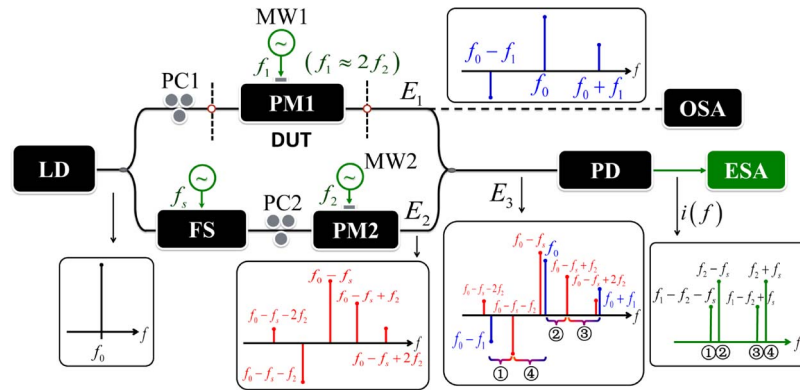 MW1
f₁
(f₁ ≈ 2f₂)
PC1
PM1
DUT
E₁
f₀ − f₁
f₀
f₀ + f₁
f
OSA
LD
fₛ
FS
PC2
MW2
f₂
PM2
E₂
E₃
PD
ESA
i(f)
f₀
f
f₀ − fₛ
f₀ − fₛ + f₂
f₀ − fₛ − 2f₂
f₀ − fₛ − f₂
f₀ − fₛ + 2f₂
f
f₀ − fₛ
f₀
f₀ − fₛ + f₂
f₀ − fₛ + 2f₂
f₀ − fₛ − 2f₂
f₀ − fₛ − f₂
f₀ + f₁
f
f₀ − f₁
② ③
① ④
f₂ − fₛ
f₂ + fₛ
f₁ − f₂ − fₛ
f₁ − f₂ + fₛ
f
①② ③④